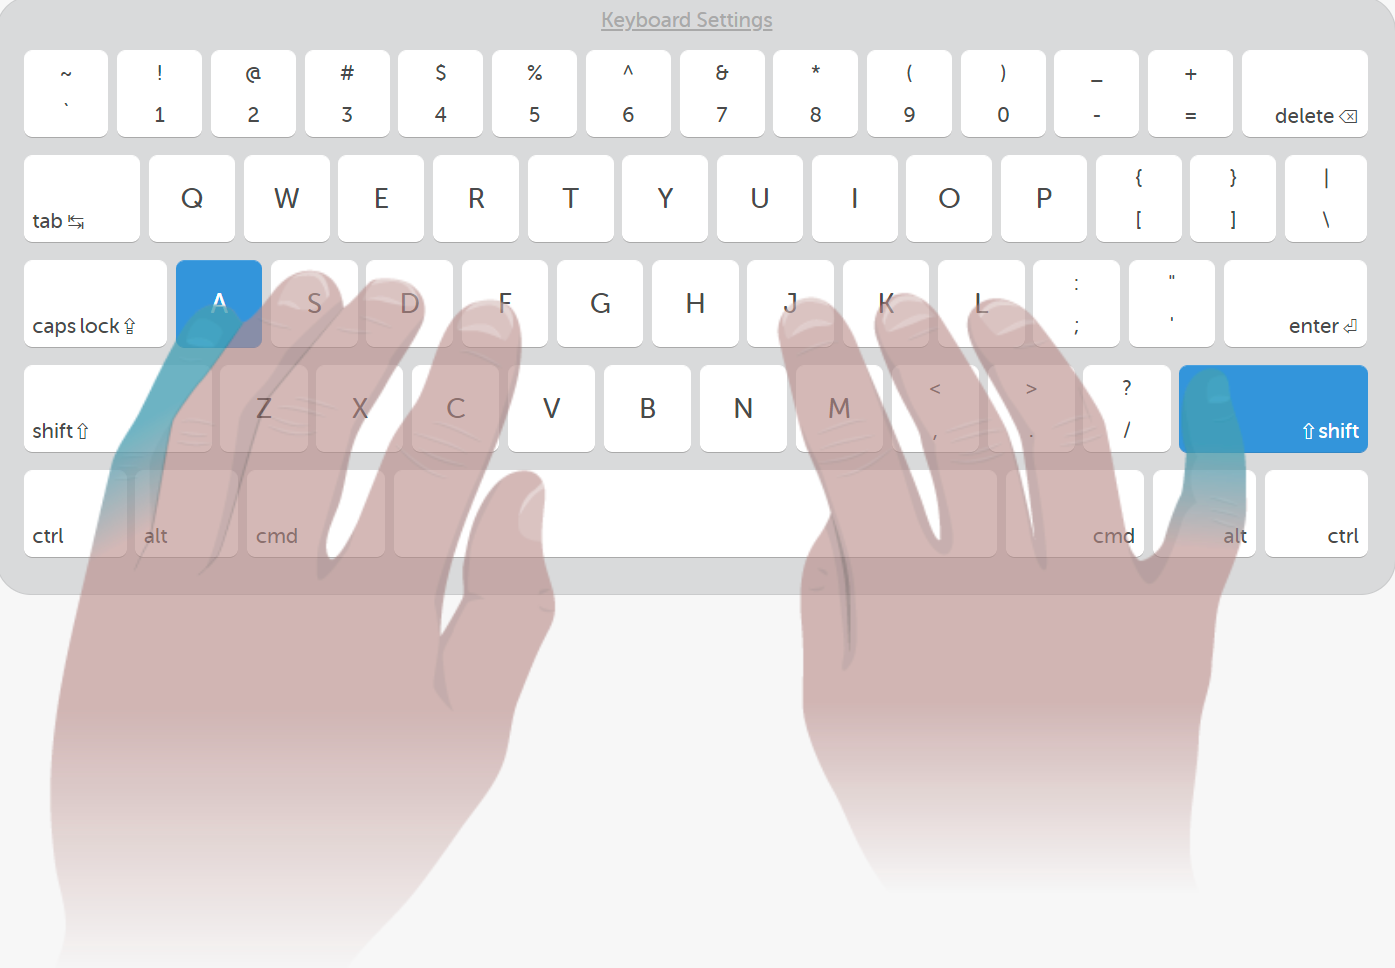 Keyboard Settings
~ ! @ # $ % ^ & * ( ) _ +
` 1 2 3 4 5 6 7 8 9 0 - = delete ⌫
Q W E R T Y U I O P { } |
tab ↹ [ ] \
A S D F G H J K L : "
caps lock ⇪ ; ' enter ⏎
Z X C V B N M < > ?
shift ⇧ , . / ⇧ shift
ctrl alt cmd cmd alt ctrl